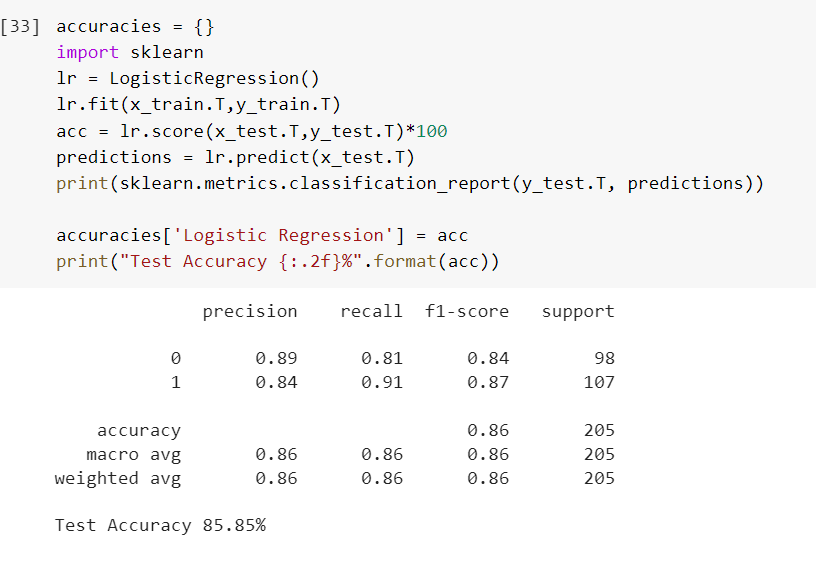 [33] accuracies = {}
import sklearn
lr = LogisticRegression()
lr.fit(x_train.T,y_train.T)
acc = lr.score(x_test.T,y_test.T)*100
predictions = lr.predict(x_test.T)
print(sklearn.metrics.classification_report(y_test.T, predictions))
accuracies['Logistic Regression'] = acc
print("Test Accuracy {:.2f}%".format(acc))
precision recall f1-score support
0 0.89 0.81 0.84 98
1 0.84 0.91 0.87 107
accuracy 0.86 205
macro avg 0.86 0.86 0.86 205
weighted avg 0.86 0.86 0.86 205
Test Accuracy 85.85%